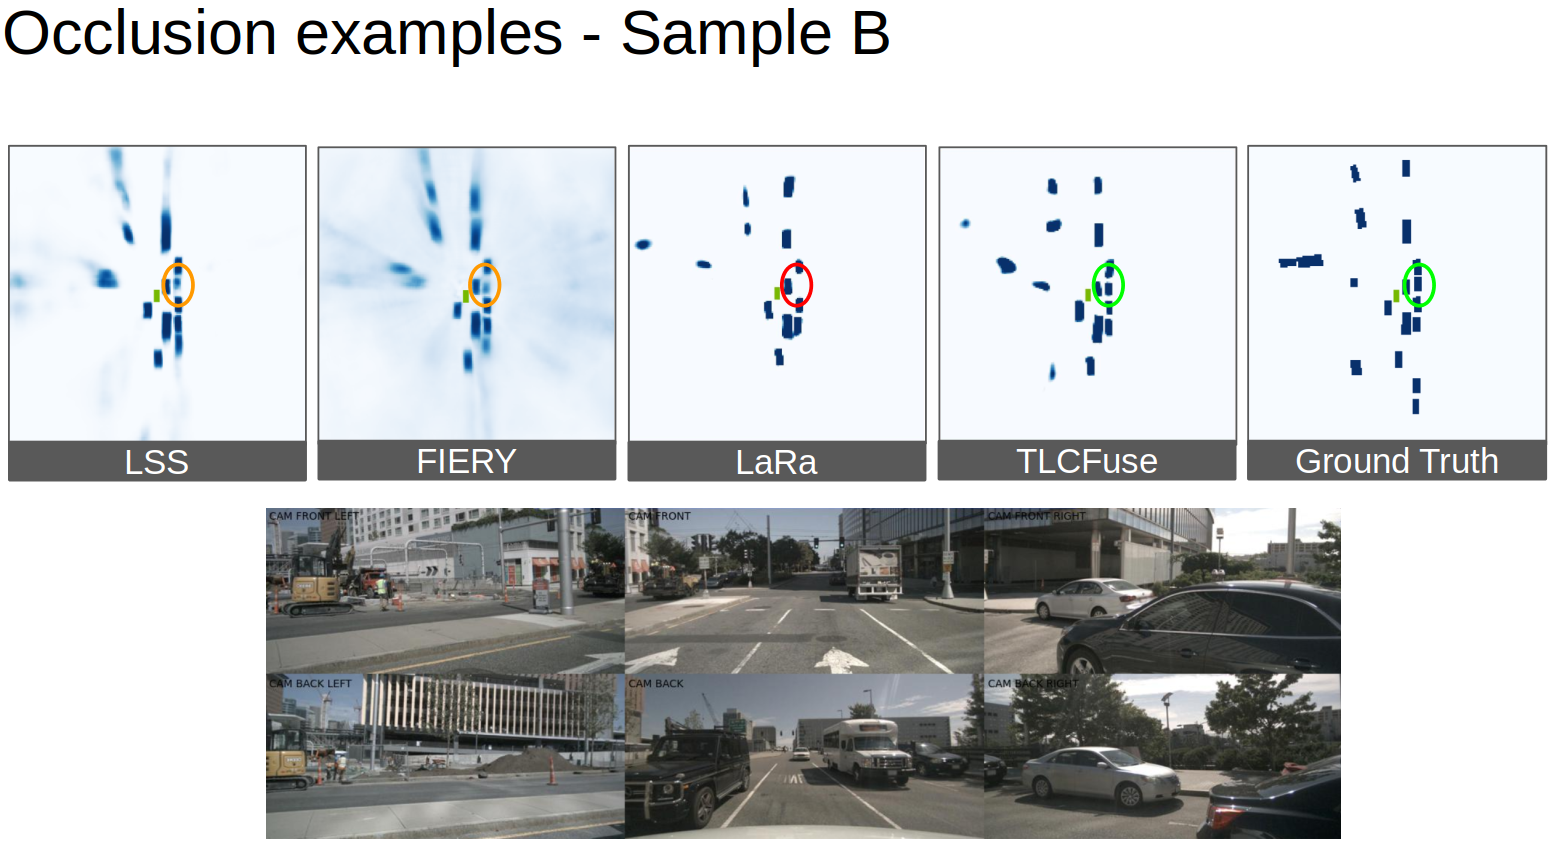 Occlusion examples - Sample B
LSS
FIERY
LaRa
TLCFuse
Ground Truth
CAM FRONT LEFT
CAM FRONT
CAM FRONT RIGHT
CAM BACK LEFT
CAM BACK
CAM BACK RIGHT